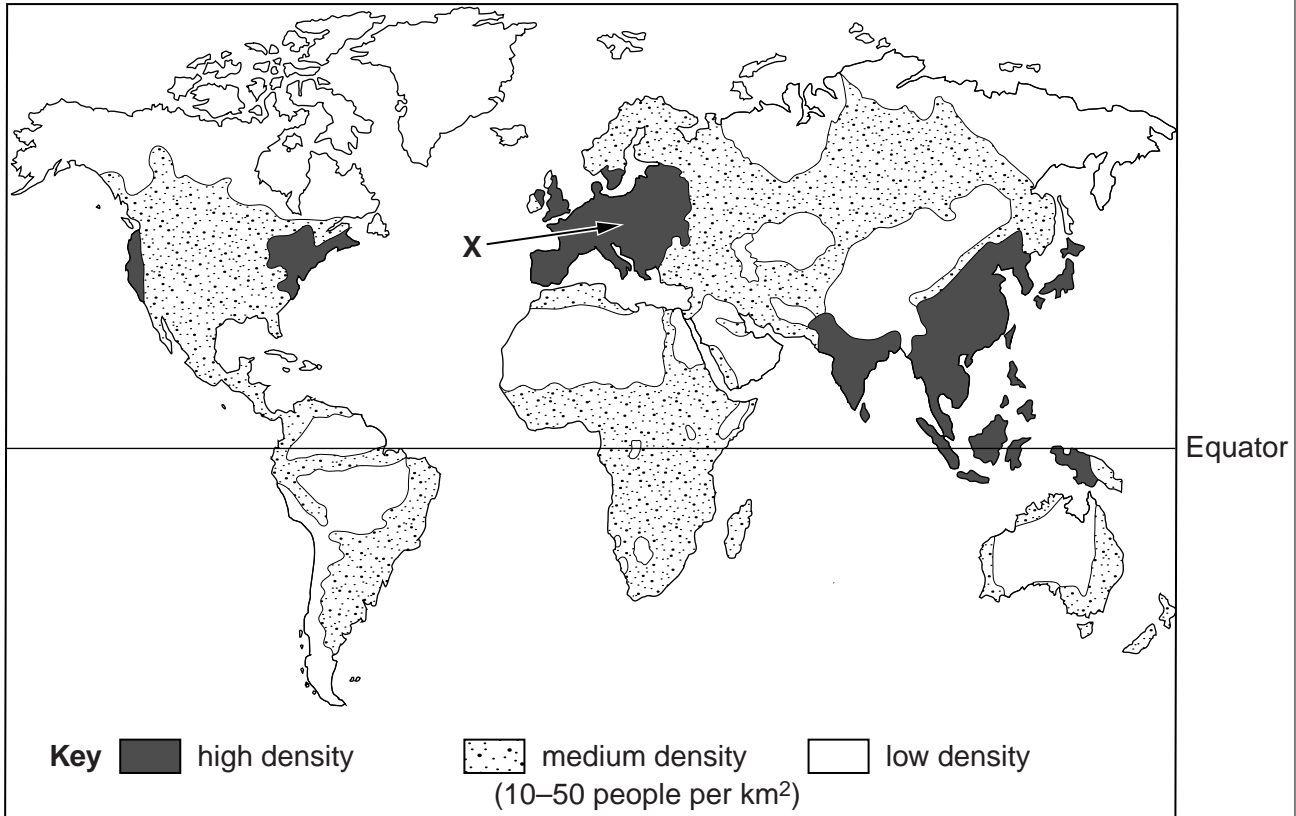 X
Equator
Key high density medium density low density
(10–50 people per km²)